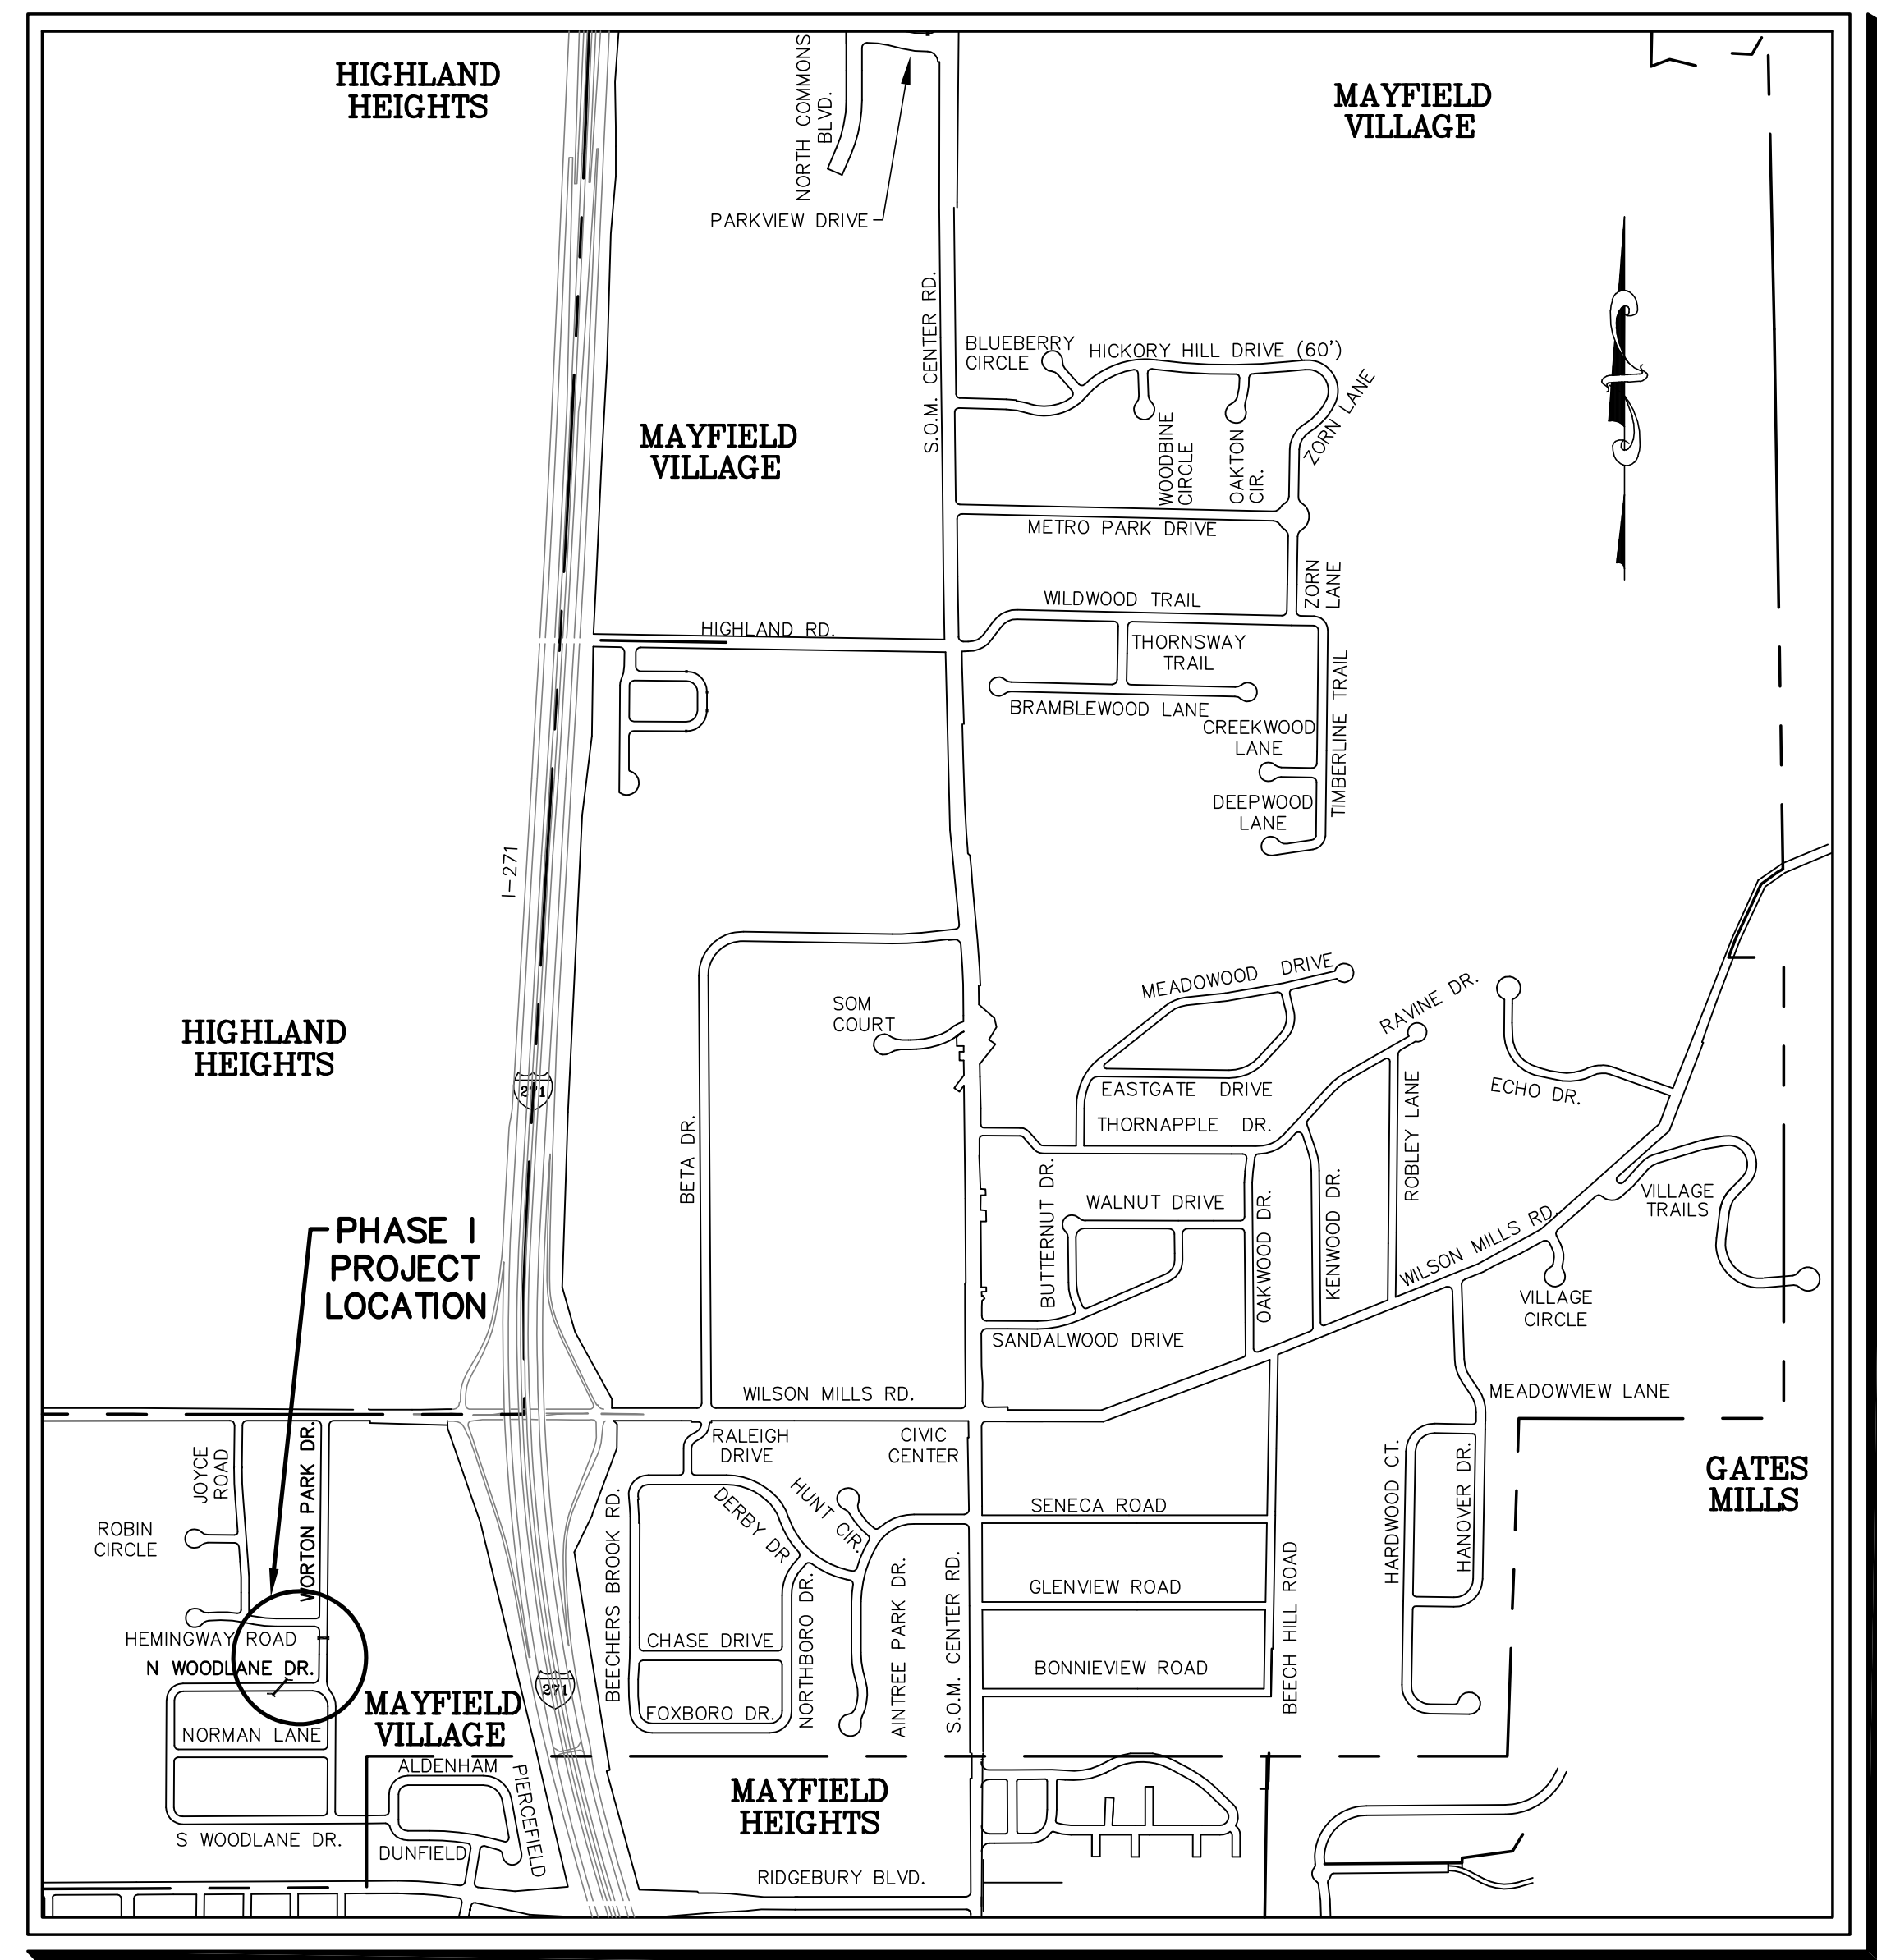 HIGHLAND
HEIGHTS
NORTH COMMONS
BLVD.
MAYFIELD
VILLAGE
PARKVIEW DRIVE
S.O.M. CENTER RD.
BLUEBERRY
CIRCLE
HICKORY HILL DRIVE (60')
ZORN LANE
WOODBINE
CIRCLE
OAKTON
CIR.
MAYFIELD
VILLAGE
METRO PARK DRIVE
ZORN
LANE
WILDWOOD TRAIL
HIGHLAND RD.
THORNSWAY
TRAIL
BRAMBLEWOOD LANE
CREEKWOOD
LANE
TIMBERLINE TRAIL
DEEPWOOD
LANE
I-271
MEADOWOOD DRIVE
RAVINE DR.
SOM
COURT
HIGHLAND
HEIGHTS
271
EASTGATE DRIVE
ECHO DR.
THORNAPPLE DR.
ROBLEY LANE
BETA DR.
BUTTERNUT DR.
WALNUT DRIVE
OAKWOOD DR.
KENWOOD DR.
VILLAGE
TRAILS
WILSON MILLS RD.
PHASE I
PROJECT
LOCATION
VILLAGE
CIRCLE
SANDALWOOD DRIVE
WILSON MILLS RD.
MEADOWVIEW LANE
JOYCE
ROAD
WORTON PARK DR.
RALEIGH
DRIVE
CIVIC
CENTER
GATES
MILLS
HARDWOOD CT.
HANOVER DR.
BEECHERS BROOK RD.
DERBY DR
HUNT CIR.
SENECA ROAD
ROBIN
CIRCLE
NORTHBORO DR.
AINTREE PARK DR.
S.O.M. CENTER RD.
GLENVIEW ROAD
BEECH HILL ROAD
HEMINGWAY ROAD
CHASE DRIVE
N WOODLANE DR.
BONNIEVIEW ROAD
271
MAYFIELD
VILLAGE
FOXBORO DR.
NORMAN LANE
ALDENHAM
PIERCEFIELD
MAYFIELD
HEIGHTS
S WOODLANE DR.
DUNFIELD
RIDGEBURY BLVD.